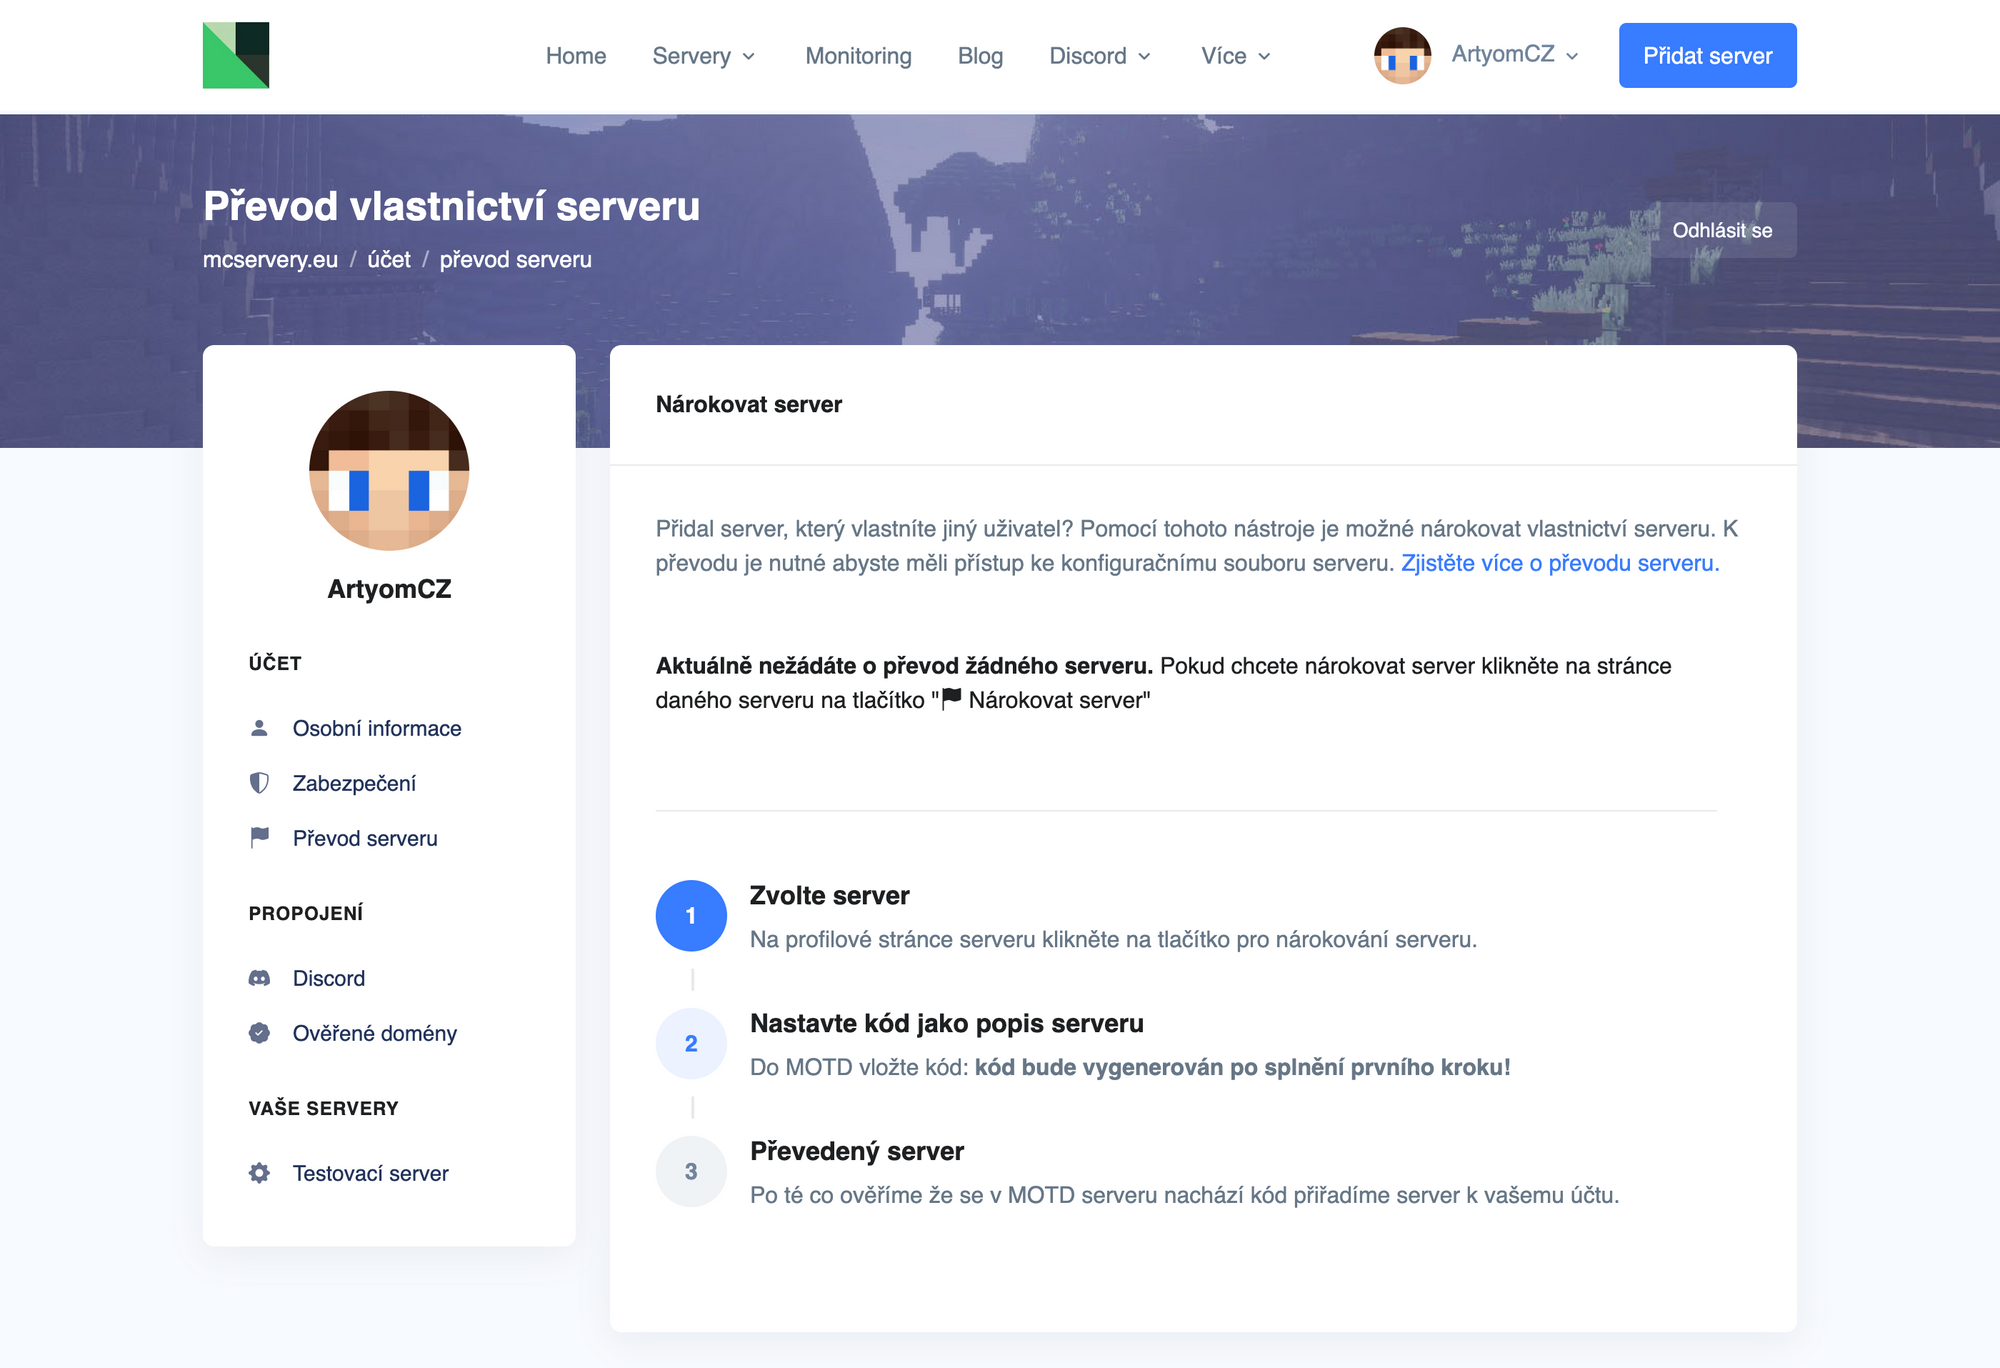 Home
Servery
Monitoring
Blog
Discord
Více
ArtyomCZ
Přidat server
Převod vlastnictví serveru
mcservery.eu / účet / převod serveru
Odhlásit se
ArtyomCZ
ÚČET
Osobní informace
Zabezpečení
Převod serveru
PROPOJENÍ
Discord
Ověřené domény
VAŠE SERVERY
Testovací server
Nárokovat server
Přidal server, který vlastníte jiný uživatel? Pomocí tohoto nástroje je možné nárokovat vlastnictví serveru. K
převodu je nutné abyste měli přístup ke konfiguračnímu souboru serveru. Zjistěte více o převodu serveru.
Aktuálně nežádáte o převod žádného serveru. Pokud chcete nárokovat server klikněte na stránce
daného serveru na tlačítko " Nárokovat server"
1
Zvolte server
Na profilové stránce serveru klikněte na tlačítko pro nárokování serveru.
2
Nastavte kód jako popis serveru
Do MOTD vložte kód: kód bude vygenerován po splnění prvního kroku!
3
Převedený server
Po té co ověříme že se v MOTD serveru nachází kód přiřadíme server k vašemu účtu.